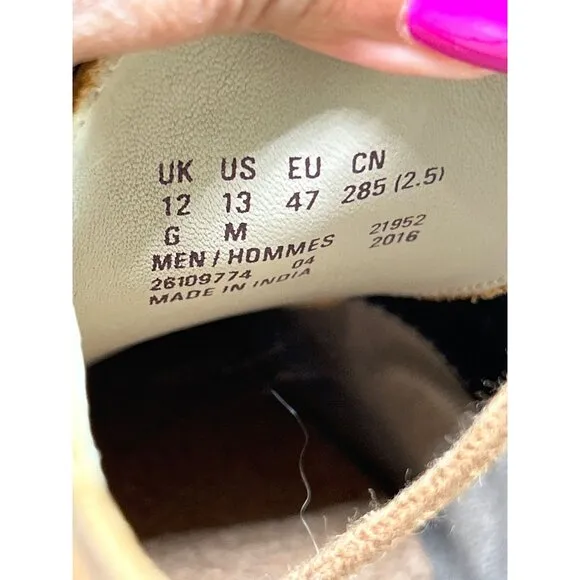 UK US EU CN
12 13 47 285 (2.5)
G M
MEN / HOMMES 21952
26109774 04 2016
MADE IN INDIA